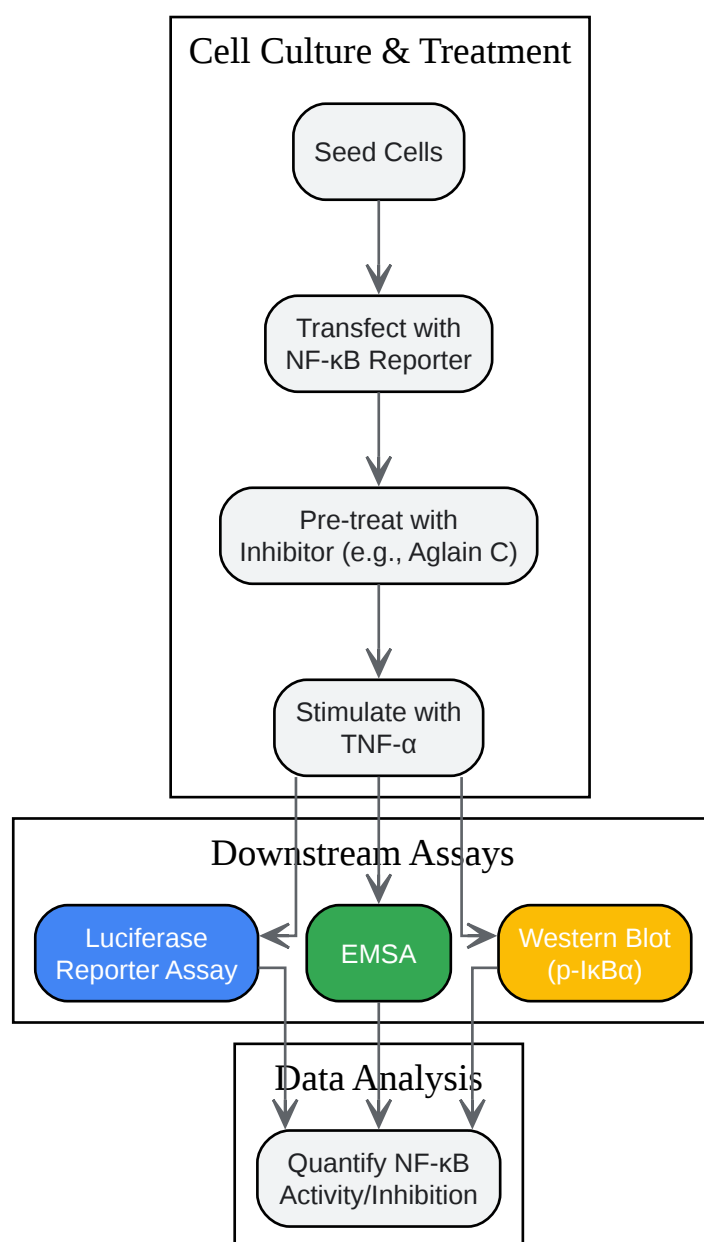 Cell Culture & Treatment
Seed Cells
Transfect with
NF-κB Reporter
Pre-treat with
Inhibitor (e.g., Aglain C)
Stimulate with
TNF-α
Downstream Assays
Luciferase
Reporter Assay
EMSA
Western Blot
(p-IκBα)
Data Analysis
Quantify NF-κB
Activity/Inhibition